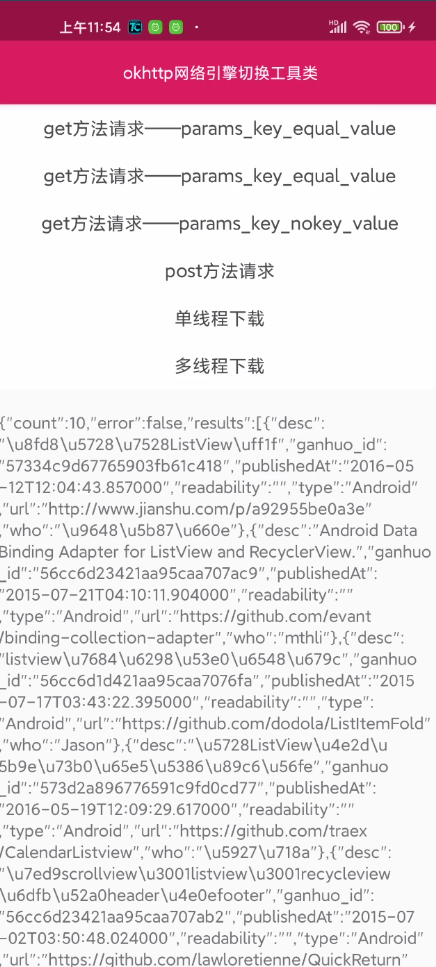 上午11:54
HD
100
okhttp网络引擎切换工具类
get方法请求——params_key_equal_value
get方法请求——params_key_equal_value
get方法请求——params_key_nokey_value
post方法请求
单线程下载
多线程下载
{"count":10,"error":false,"results":[{"desc":
"\u8fd8\u5728\u7528ListView\uff1f","ganhuo_id":
"57334c9d67765903fb61c418","publishedAt":"2016-05
-12T12:04:43.857000","readability":"","type":"Android"
,"url":"http://www.jianshu.com/p/a92955be0a3e"
,"who":"\u9648\u5b87\u660e"},{"desc":"Android Data
Binding Adapter for ListView and RecyclerView.","ganhuo
_id":"56cc6d23421aa95caa707ac9","publishedAt":
"2015-07-21T04:10:11.904000","readability":""
,"type":"Android","url":"https://github.com/evant
/binding-collection-adapter","who":"mthli"},{"desc":
"listview\u7684\u6298\u53e0\u6548\u679c","ganhuo
_id":"56cc6d1d421aa95caa7076fa","publishedAt":"2015
-07-17T03:43:22.395000","readability":"","type":
"Android","url":"https://github.com/dodola/ListItemFold"
,"who":"Jason"},{"desc":"\u5728ListView\u4e2d\u
5b9e\u73b0\u65e5\u5386\u89c6\u56fe","ganhuo
_id":"573d2a896776591c9fd0cd77","publishedAt":
"2016-05-19T12:09:29.617000","readability":""
,"type":"Android","url":"https://github.com/traex
/CalendarListview","who":"\u5927\u718a"},{"desc":
"\u7ed9scrollview\u3001listview\u3001recycleview
\u6dfb\u52a0header\u4e0efooter","ganhuo_id":
"56cc6d23421aa95caa707ab2","publishedAt":"2015-07
-02T03:50:48.024000","readability":"","type":"Android"
,"url":"https://github.com/lawloretienne/QuickReturn"